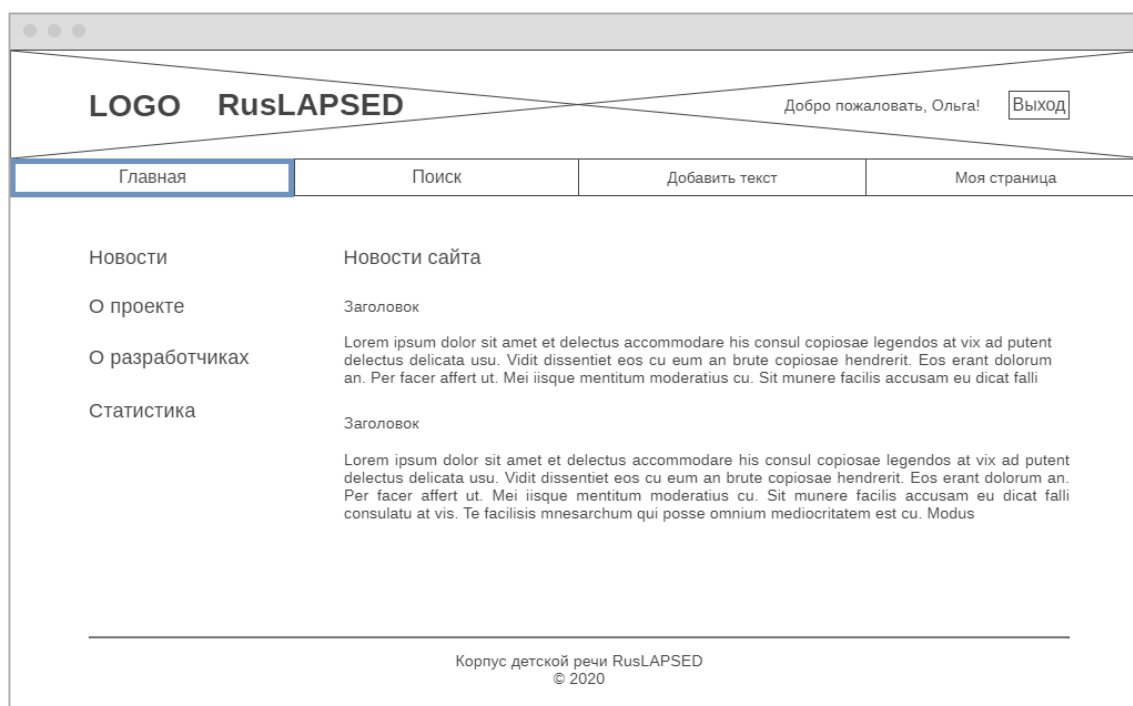 LOGO RusLAPSED Добро пожаловать, Ольга! Выход
Главная Поиск Добавить текст Моя страница
Новости
О проекте
О разработчиках
Статистика
Новости сайта
Заголовок
Lorem ipsum dolor sit amet et delectus accommodare his consul copiosae legendos at vix ad putent
delectus delicata usu. Vidit dissentiet eos cu eum an brute copiosae hendrerit. Eos erant dolorum
an. Per facer affert ut. Mei iisque mentitum moderatius cu. Sit munere facilis accusam eu dicat falli
Заголовок
Lorem ipsum dolor sit amet et delectus accommodare his consul copiosae legendos at vix ad putent
delectus delicata usu. Vidit dissentiet eos cu eum an brute copiosae hendrerit. Eos erant dolorum an.
Per facer affert ut. Mei iisque mentitum moderatius cu. Sit munere facilis accusam eu dicat falli
consulatu at vis. Te facilisis mnesarchum qui posse omnium mediocritatem est cu. Modus
Корпус детской речи RusLAPSED
© 2020